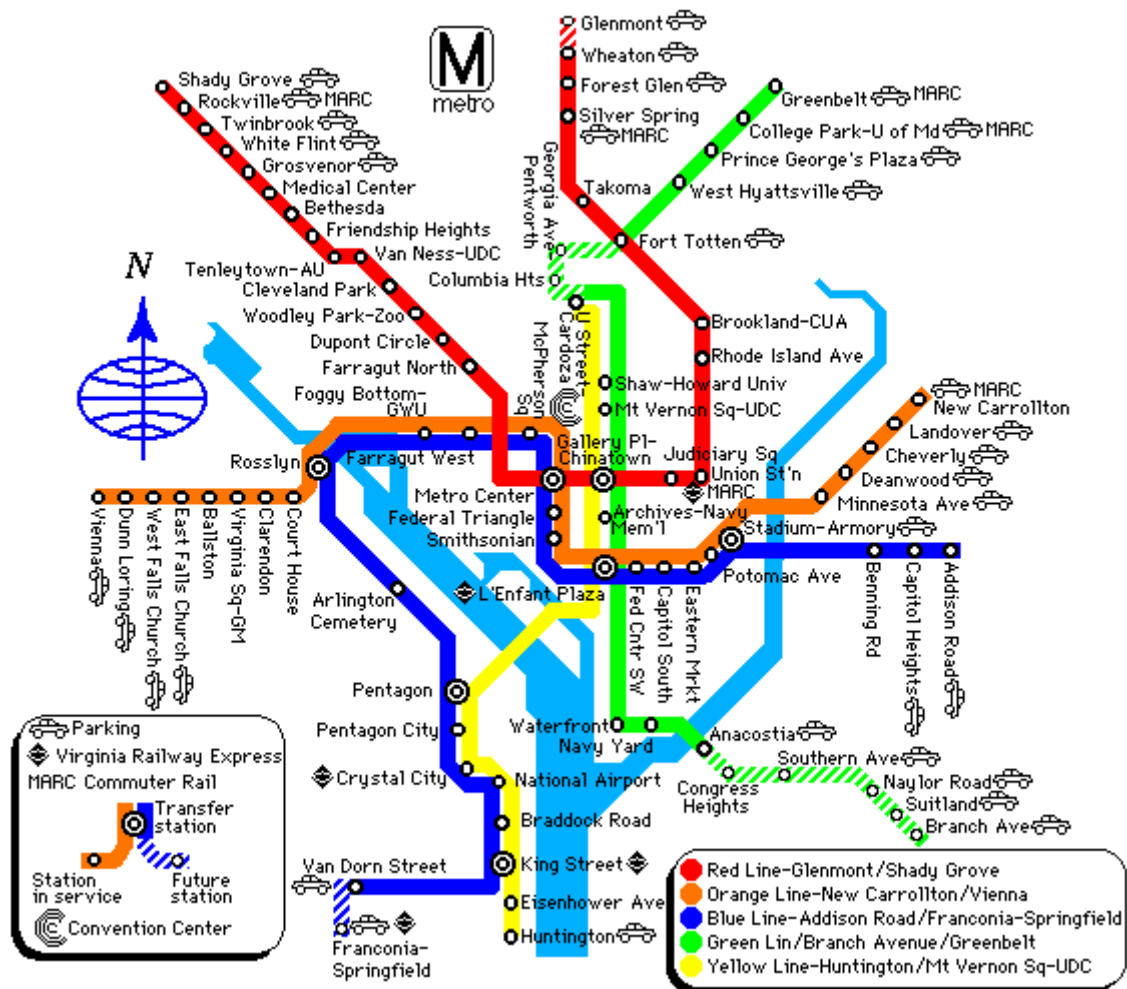 M
metro
Glenmont
Wheaton
Forest Glen
Silver Spring
MARC
Takoma
Shady Grove
Rockville MARC
Twinbrook
White Flint
Grosvenor
Medical Center
Bethesda
Friendship Heights
Tenleytown-AU
Van Ness-UDC
Cleveland Park
Woodley Park-Zoo
Dupont Circle
Farragut North
Greenbelt MARC
College Park-U of Md MARC
Prince George's Plaza
West Hyattsville
Fort Totten
Georgia Ave-
Pentworth
Columbia Hts
U Street-
Cardoza
McPherson
Sq
Brookland-CUA
Rhode Island Ave
Shaw-Howard Univ
Mt Vernon Sq-UDC
N
Foggy Bottom-
GWU
Farragut West
Rosslyn
Gallery Pl-
Chinatown
Judiciary Sq
Union St'n
MARC
Metro Center
Federal Triangle
Smithsonian
Archives-Navy
Mem'l
MARC
New Carrollton
Landover
Cheverly
Deanwood
Minnesota Ave
Stadium-Armory
Potomac Ave
L'Enfant Plaza
Vienna
Dunn Loring
West Falls Church
East Falls Church
Ballston
Virginia Sq-GM
Clarendon
Court House
Arlington
Cemetery
Fed Cntr SW
Capitol South
Eastern Mrkt
Benning Rd
Capitol Heights
Addison Road
Pentagon
Pentagon City
Crystal City
National Airport
Braddock Road
King Street
Eisenhower Ave
Huntington
Van Dorn Street
Franconia-
Springfield
Waterfront
Navy Yard
Anacostia
Congress
Heights
Southern Ave
Naylor Road
Suitland
Branch Ave
Parking
Virginia Railway Express
MARC Commuter Rail
Transfer
station
Station
in service
Future
station
Convention Center
Red Line-Glenmont/Shady Grove
Orange Line-New Carrollton/Vienna
Blue Line-Addison Road/Franconia-Springfield
Green Lin/Branch Avenue/Greenbelt
Yellow Line-Huntington/Mt Vernon Sq-UDC